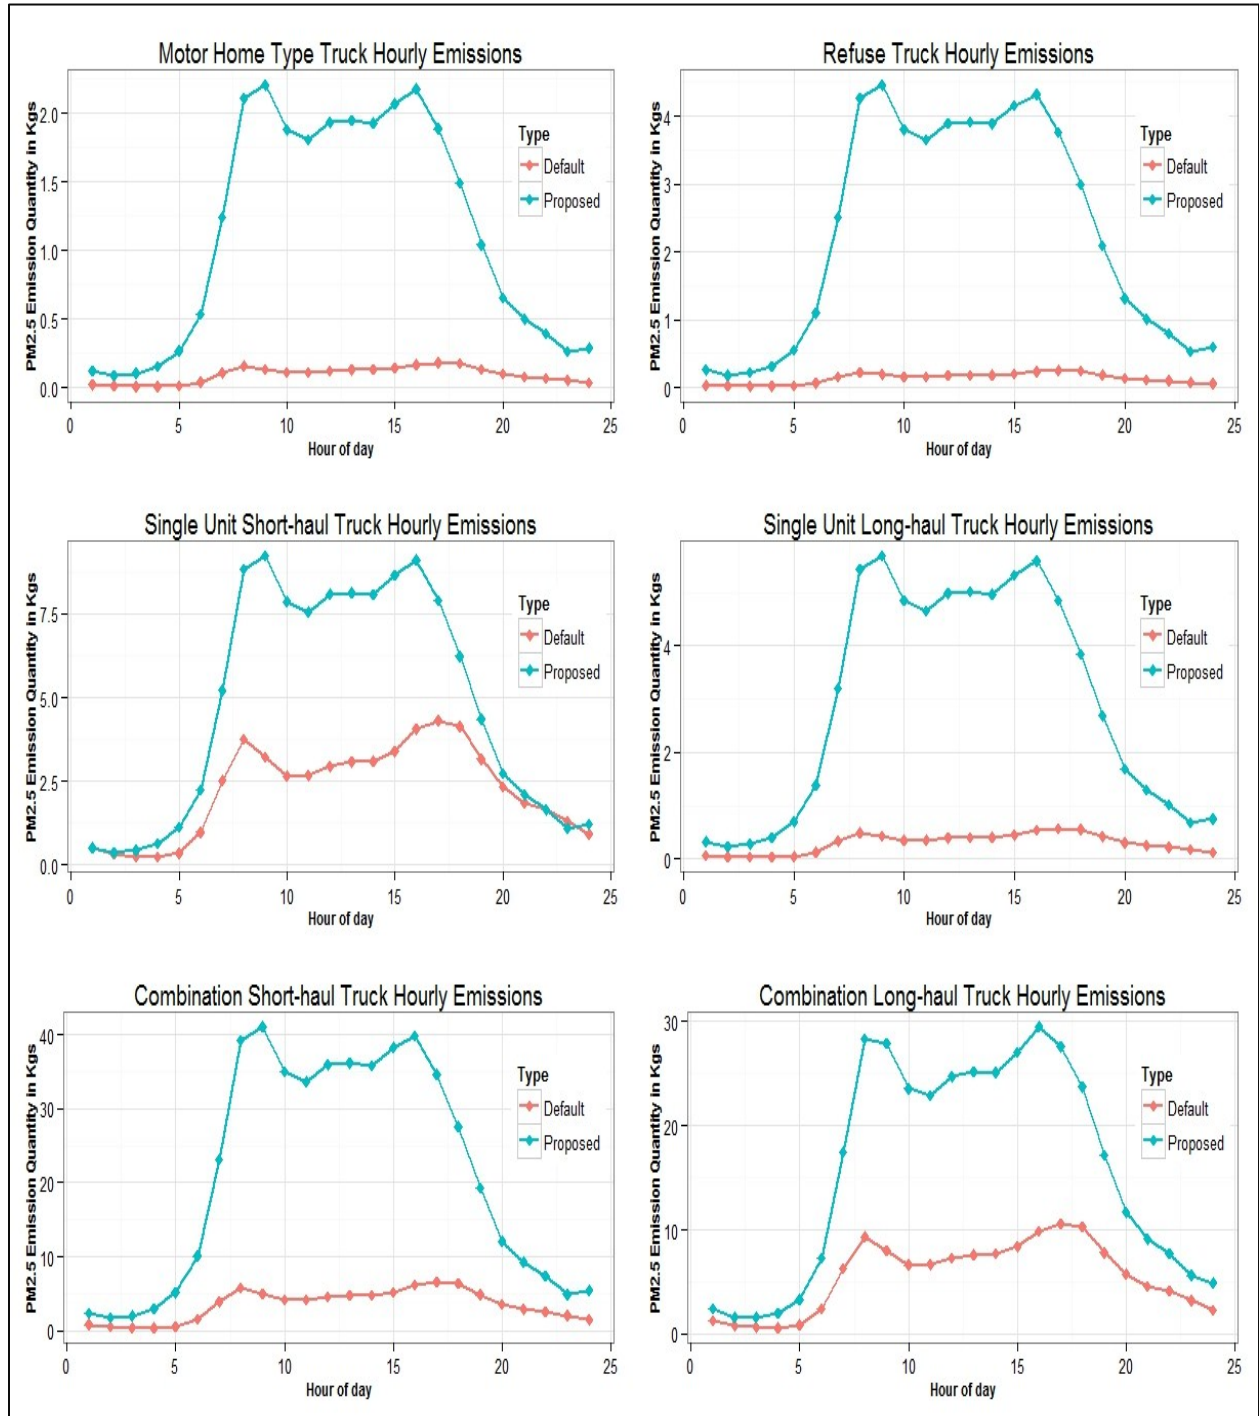 Motor Home Type Truck Hourly Emissions
PM2.5 Emission Quantity in Kgs
2.0
1.5
1.0
0.5
0.0
0 5 10 15 20 25
Hour of day
Type
Default
Proposed
Refuse Truck Hourly Emissions
PM2.5 Emission Quantity in Kgs
4
3
2
1
0
0 5 10 15 20 25
Hour of day
Type
Default
Proposed
Single Unit Short-haul Truck Hourly Emissions
PM2.5 Emission Quantity in Kgs
7.5
5.0
2.5
0.0
0 5 10 15 20 25
Hour of day
Type
Default
Proposed
Single Unit Long-haul Truck Hourly Emissions
PM2.5 Emission Quantity in Kgs
4
2
0
0 5 10 15 20 25
Hour of day
Type
Default
Proposed
Combination Short-haul Truck Hourly Emissions
PM2.5 Emission Quantity in Kgs
40
30
20
10
0
0 5 10 15 20 25
Hour of day
Type
Default
Proposed
Combination Long-haul Truck Hourly Emissions
PM2.5 Emission Quantity in Kgs
30
20
10
0
0 5 10 15 20 25
Hour of day
Type
Default
Proposed